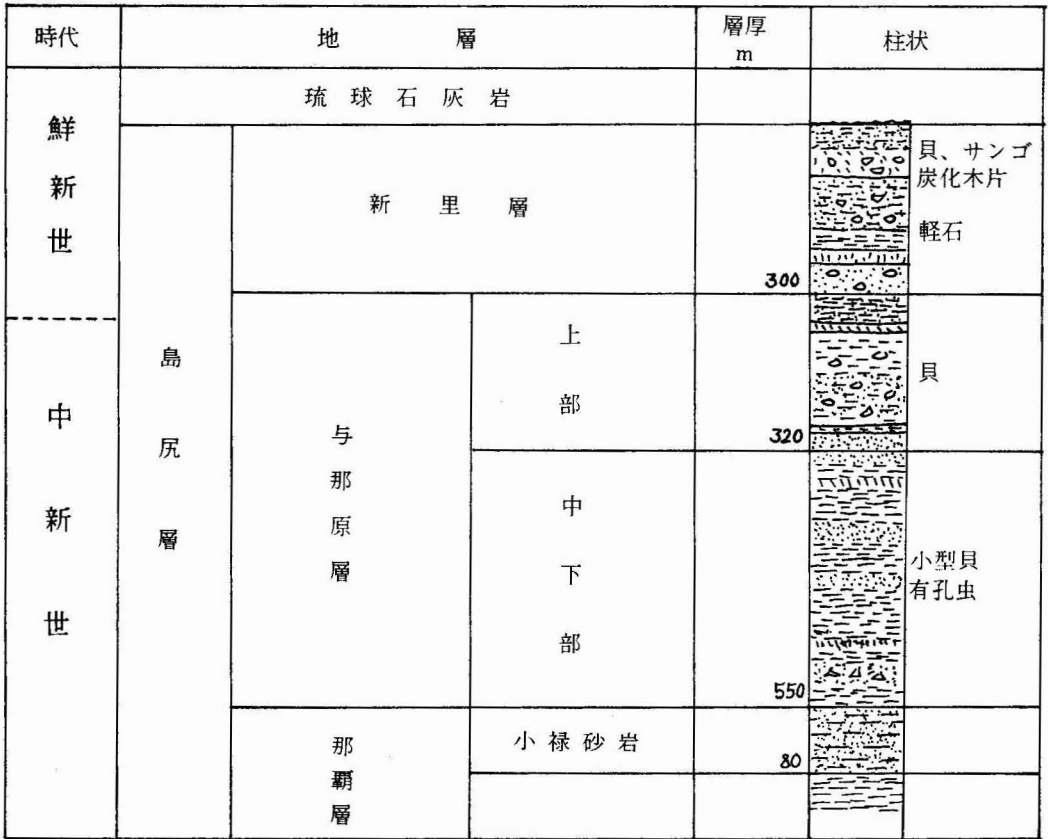 時代 地層 層厚 m 柱状
鮮新世
琉球石灰岩
新里層
300
貝、サンゴ
炭化木片
軽石
島尻層
中新世
与那原層
上部
320
貝
中下部
550
小型貝
有孔虫
那覇層
小禄砂岩
80